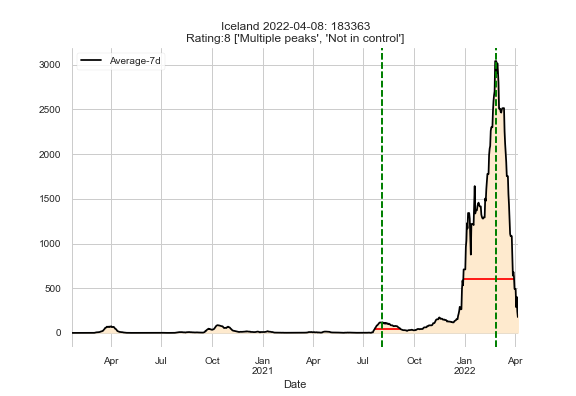 Iceland 2022-04-08: 183363
Rating:8 ['Multiple peaks', 'Not in control']
Average-7d
3000
2500
2000
1500
1000
500
0
Apr Jul Oct Jan Apr Jul Oct Jan Apr
2021 2022
Date